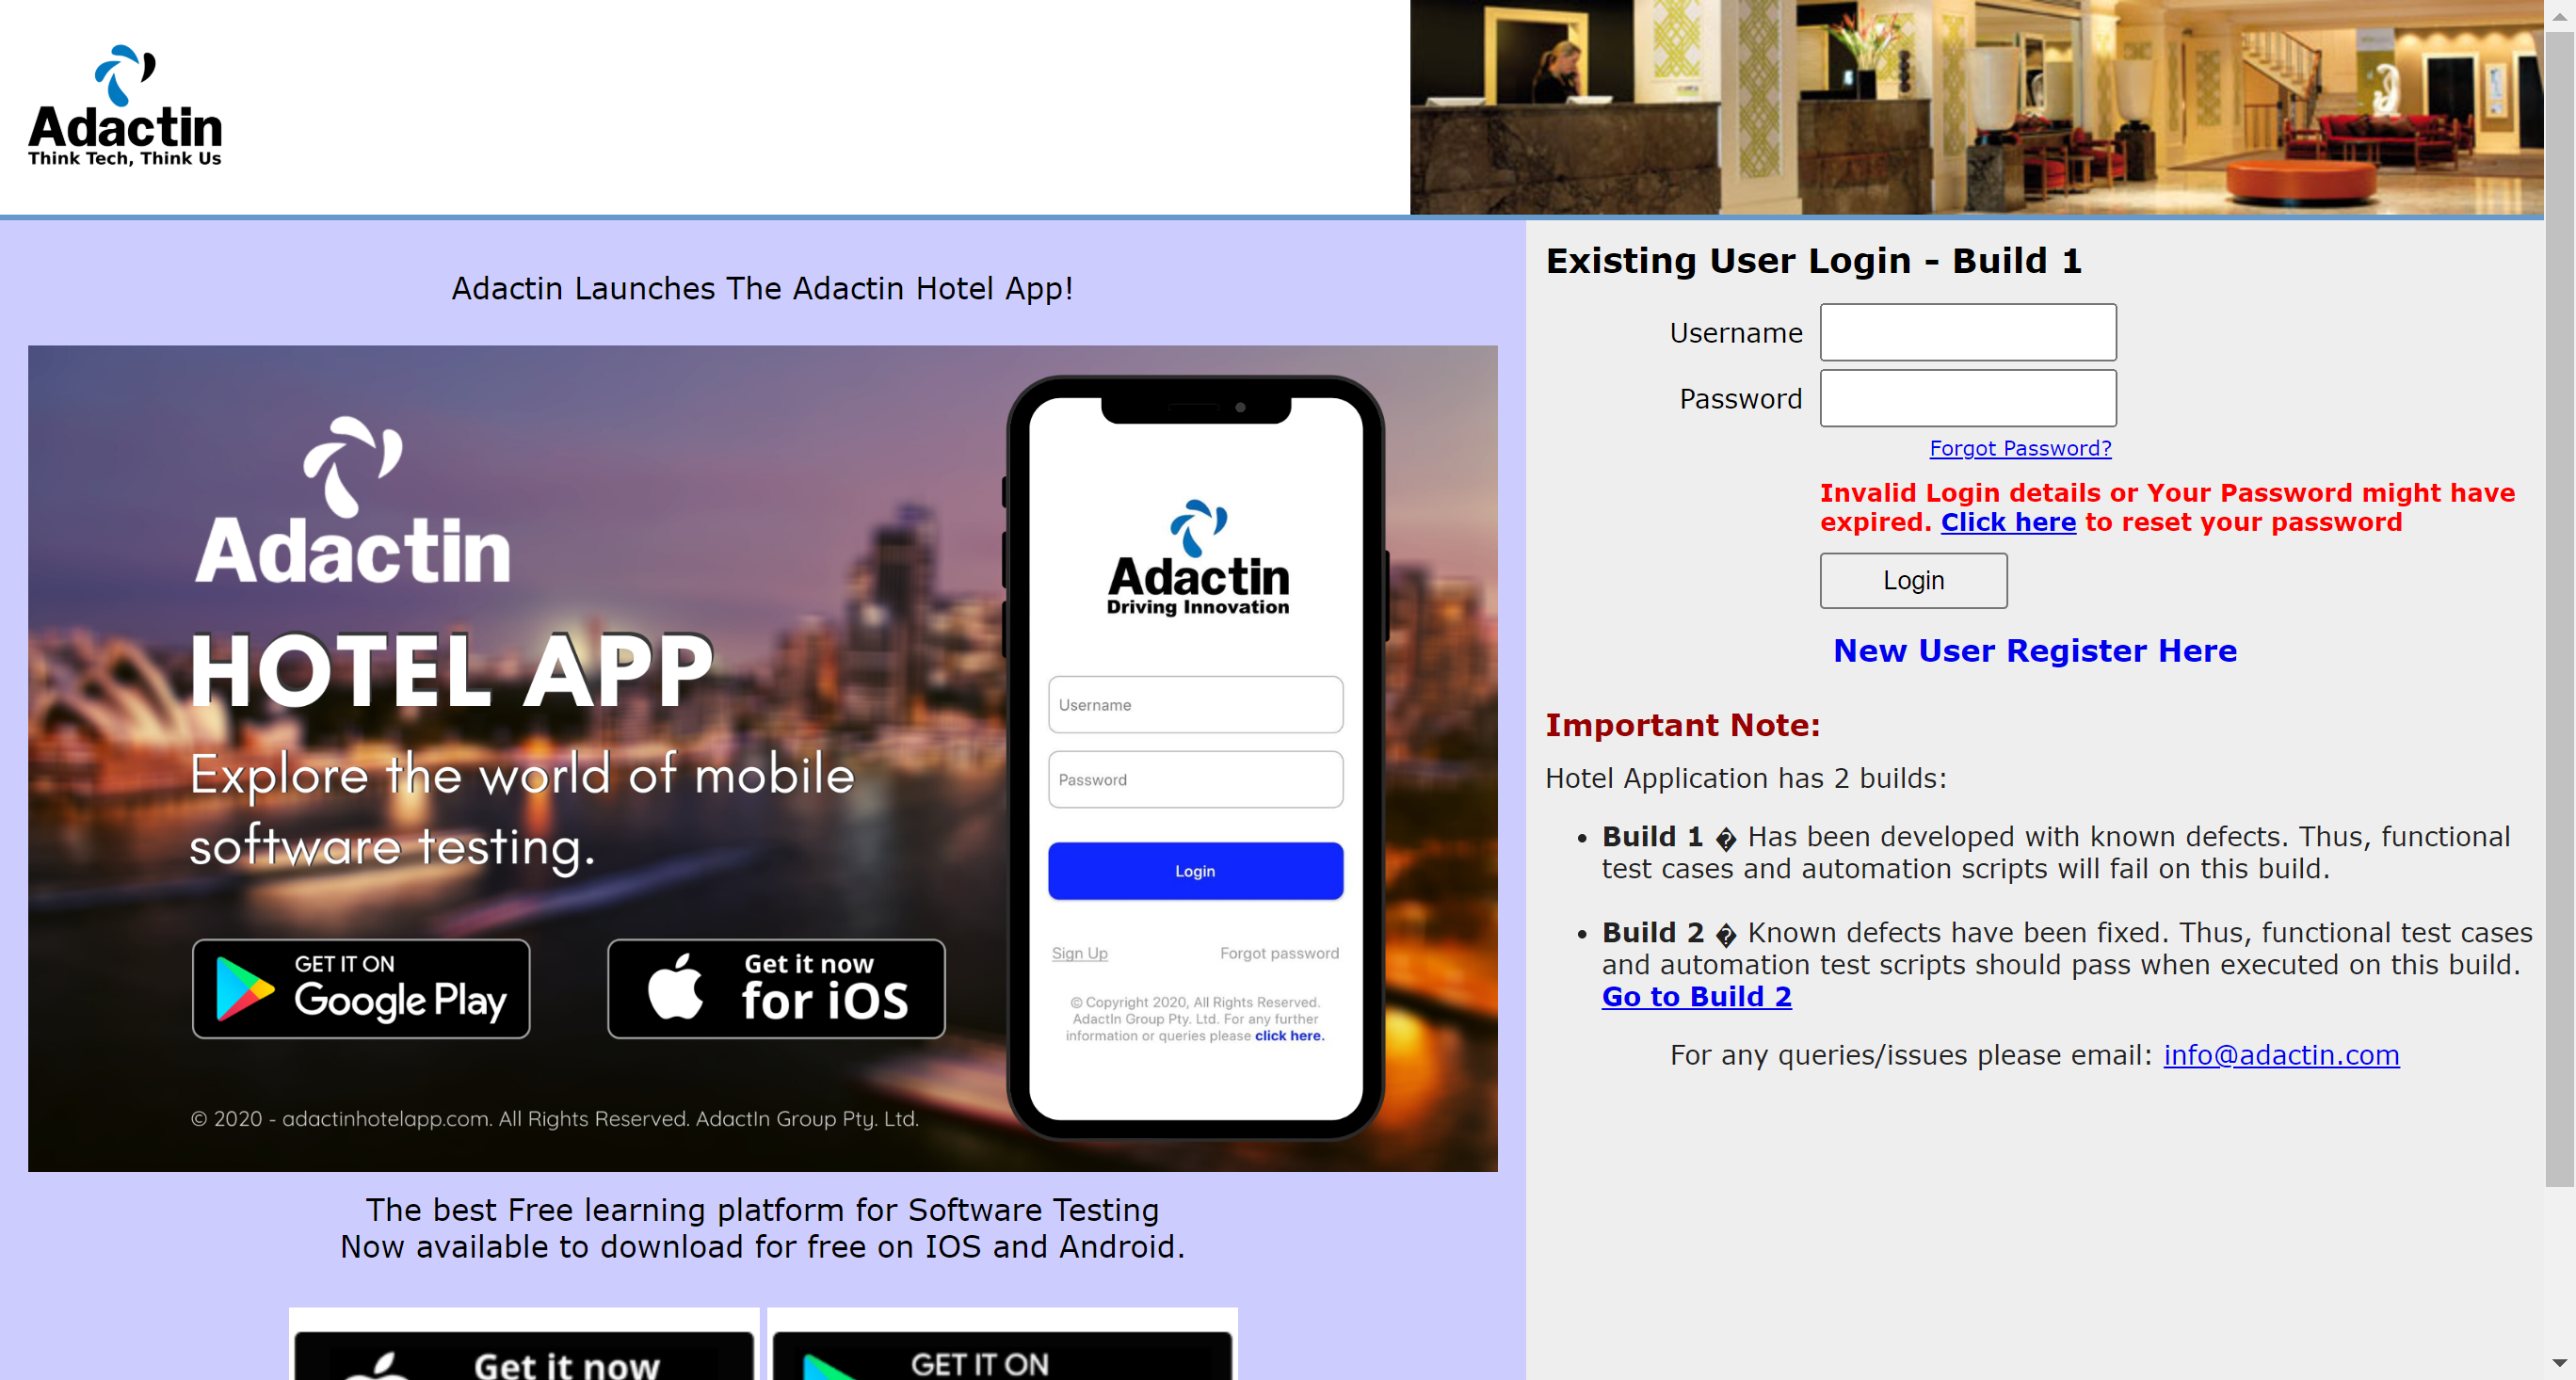 Adactin
Think Tech, Think Us
Adactin Launches The Adactin Hotel App!
Adactin
HOTEL APP
Explore the world of mobile
software testing.
GET IT ON
Google Play
Get it now
for iOS
© 2020 - adactinhotelapp.com. All Rights Reserved. AdactIn Group Pty. Ltd.
Adactin
Driving Innovation
Username
Password
Login
Sign Up
Forgot password
© Copyright 2020, All Rights Reserved.
AdactIn Group Pty. Ltd. For any further
information or queries please click here.
The best Free learning platform for Software Testing
Now available to download for free on IOS and Android.
Get it now
GET IT ON
Existing User Login - Build 1
Username
Password
Forgot Password?
Invalid Login details or Your Password might have
expired. Click here to reset your password
Login
New User Register Here
Important Note:
Hotel Application has 2 builds:
• Build 1 � Has been developed with known defects. Thus, functional
test cases and automation scripts will fail on this build.
• Build 2 � Known defects have been fixed. Thus, functional test cases
and automation test scripts should pass when executed on this build.
Go to Build 2
For any queries/issues please email: info@adactin.com